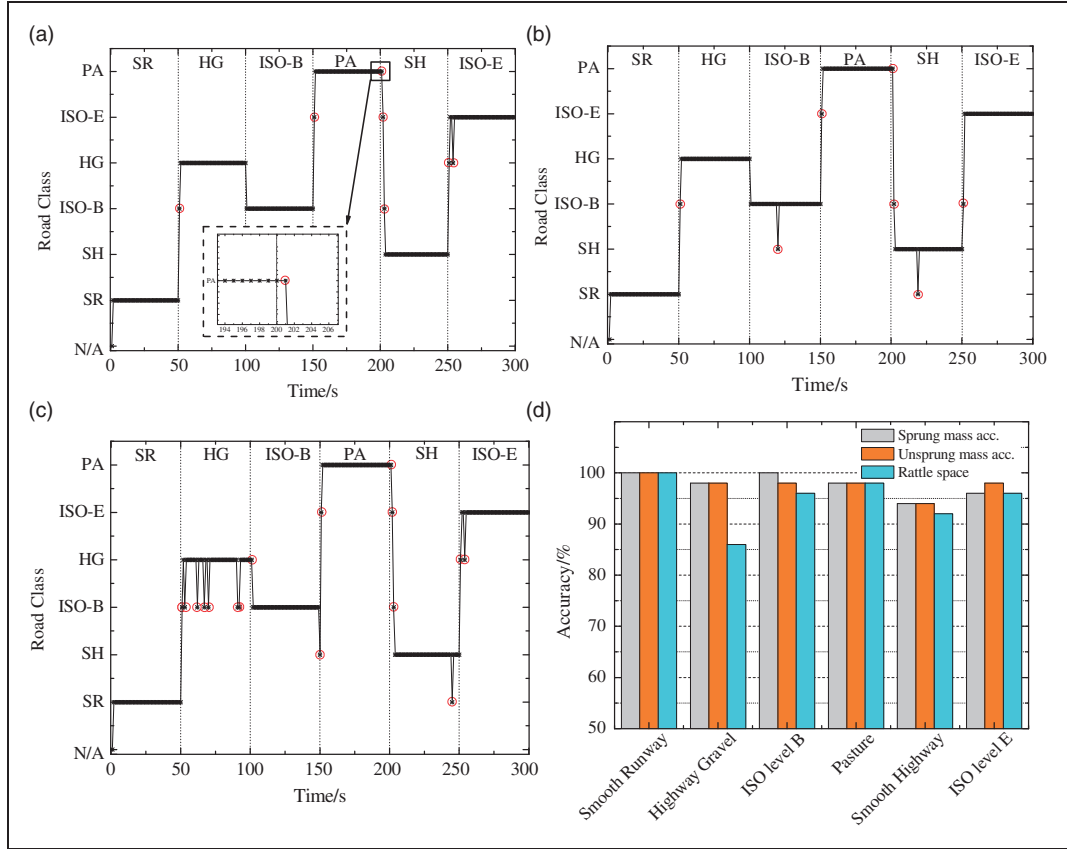 (a)
SR HG ISO-B PA SH ISO-E
PA
ISO-E
HG
ISO-B
SH
SR
N/A
Road Class
PA
194 196 198 200 202 204 206
0 50 100 150 200 250 300
Time/s
(b)
SR HG ISO-B PA SH ISO-E
PA
ISO-E
HG
ISO-B
SH
SR
N/A
Road Class
0 50 100 150 200 250 300
Time/s
(c)
SR HG ISO-B PA SH ISO-E
PA
ISO-E
HG
ISO-B
SH
SR
N/A
Road Class
0 50 100 150 200 250 300
Time/s
(d)
Sprung mass acc.
Unsprung mass acc.
Rattle space
100
90
80
70
60
50
Accuracy/%
Smooth Runway
Highway Gravel
ISO level B
Pasture
Smooth Highway
ISO level E